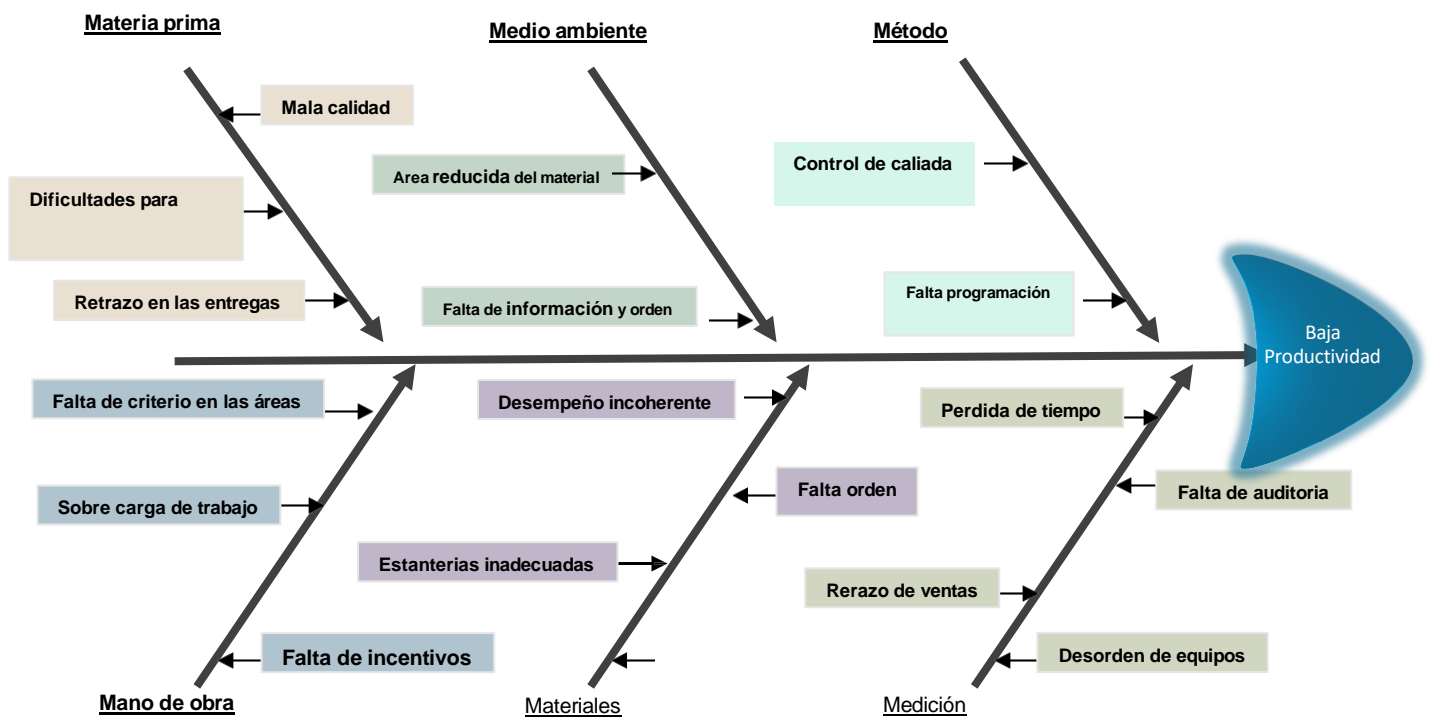 Materia prima
Medio ambiente
Método
Mala calidad
Control de caliada
Area reducida del material
Dificultades para
Retrazo en las entregas
Falta de información y orden
Falta programación
Baja
Productividad
Falta de criterio en las áreas
Desempeño incoherente
Perdida de tiempo
Sobre carga de trabajo
Falta orden
Falta de auditoria
Estanterias inadecuadas
Rerazo de ventas
Falta de incentivos
Desorden de equipos
Mano de obra
Materiales
Medición